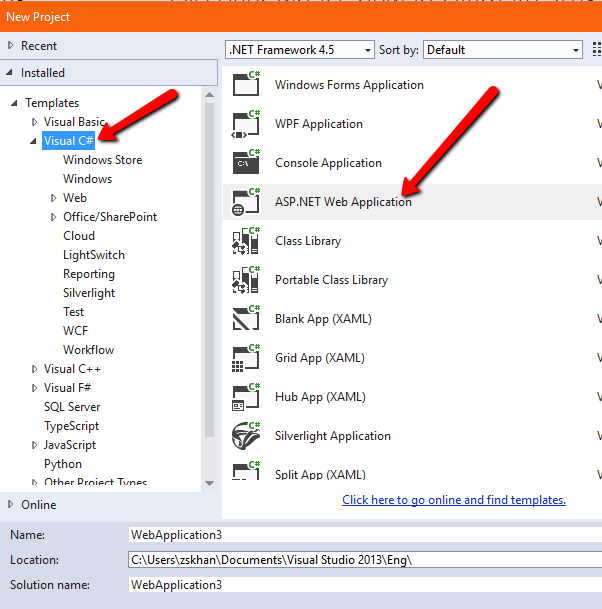 New Project
Recent
.NET Framework 4.5 Sort by: Default
Installed
Templates
Visual Basic
Visual C#
Windows Store
Windows
Web
Office/SharePoint
Cloud
LightSwitch
Reporting
Silverlight
Test
WCF
Workflow
Visual C++
Visual F#
SQL Server
TypeScript
JavaScript
Python
Other Project Types
Online
C# Windows Forms Application
C# WPF Application
C# C:\ Console Application
C# ASP.NET Web Application
C# Class Library
C# Portable Class Library
C# Blank App (XAML)
C# Grid App (XAML)
C# Hub App (XAML)
C# Silverlight Application
C# Split App (XAML)
Click here to go online and find templates.
Name: WebApplication3
Location: C:\Users\zskhan\Documents\Visual Studio 2013\Eng\
Solution name: WebApplication3